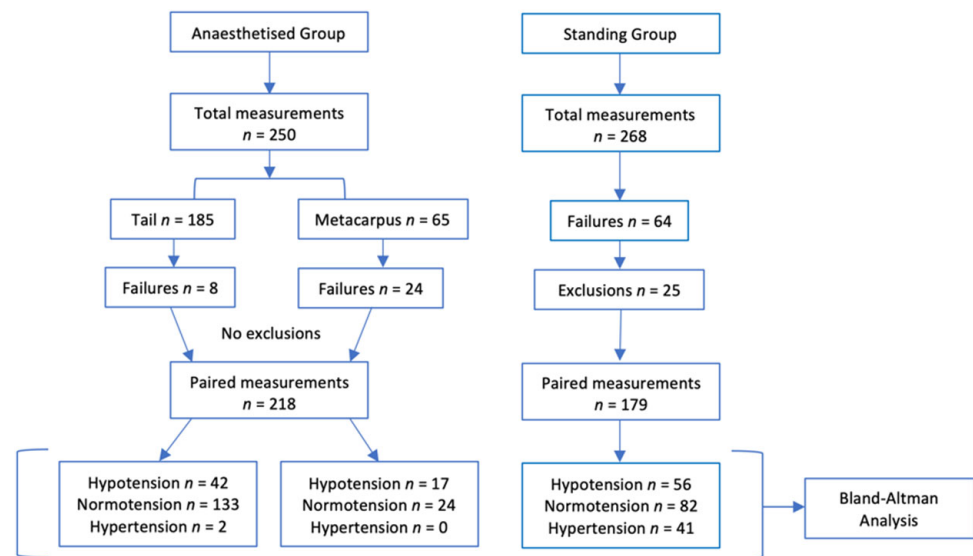 Anaesthetised Group
Standing Group
Total measurements
n = 250
Total measurements
n = 268
Tail n = 185
Metacarpus n = 65
Failures n = 64
Failures n = 8
Failures n = 24
Exclusions n = 25
No exclusions
Paired measurements
n = 218
Paired measurements
n = 179
Hypotension n = 42
Normotension n = 133
Hypertension n = 2
Hypotension n = 17
Normotension n = 24
Hypertension n = 0
Hypotension n = 56
Normotension n = 82
Hypertension n = 41
Bland-Altman
Analysis